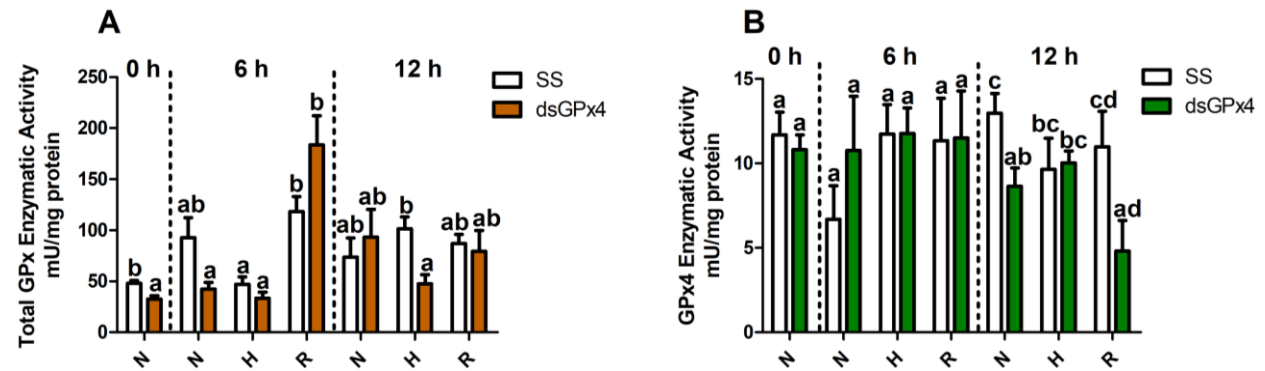 A
0 h 6 h 12 h
Total GPx Enzymatic Activity
mU/mg protein
250
200
150
100
50
0
b a ab a a a b b ab ab b a ab ab
N N H R N H R
SS
dsGPx4
B
0 h 6 h 12 h
GPx4 Enzymatic Activity
mU/mg protein
15
10
5
0
a a a a a a a a c ab bc bc cd ad
N N H R N H R
SS
dsGPx4